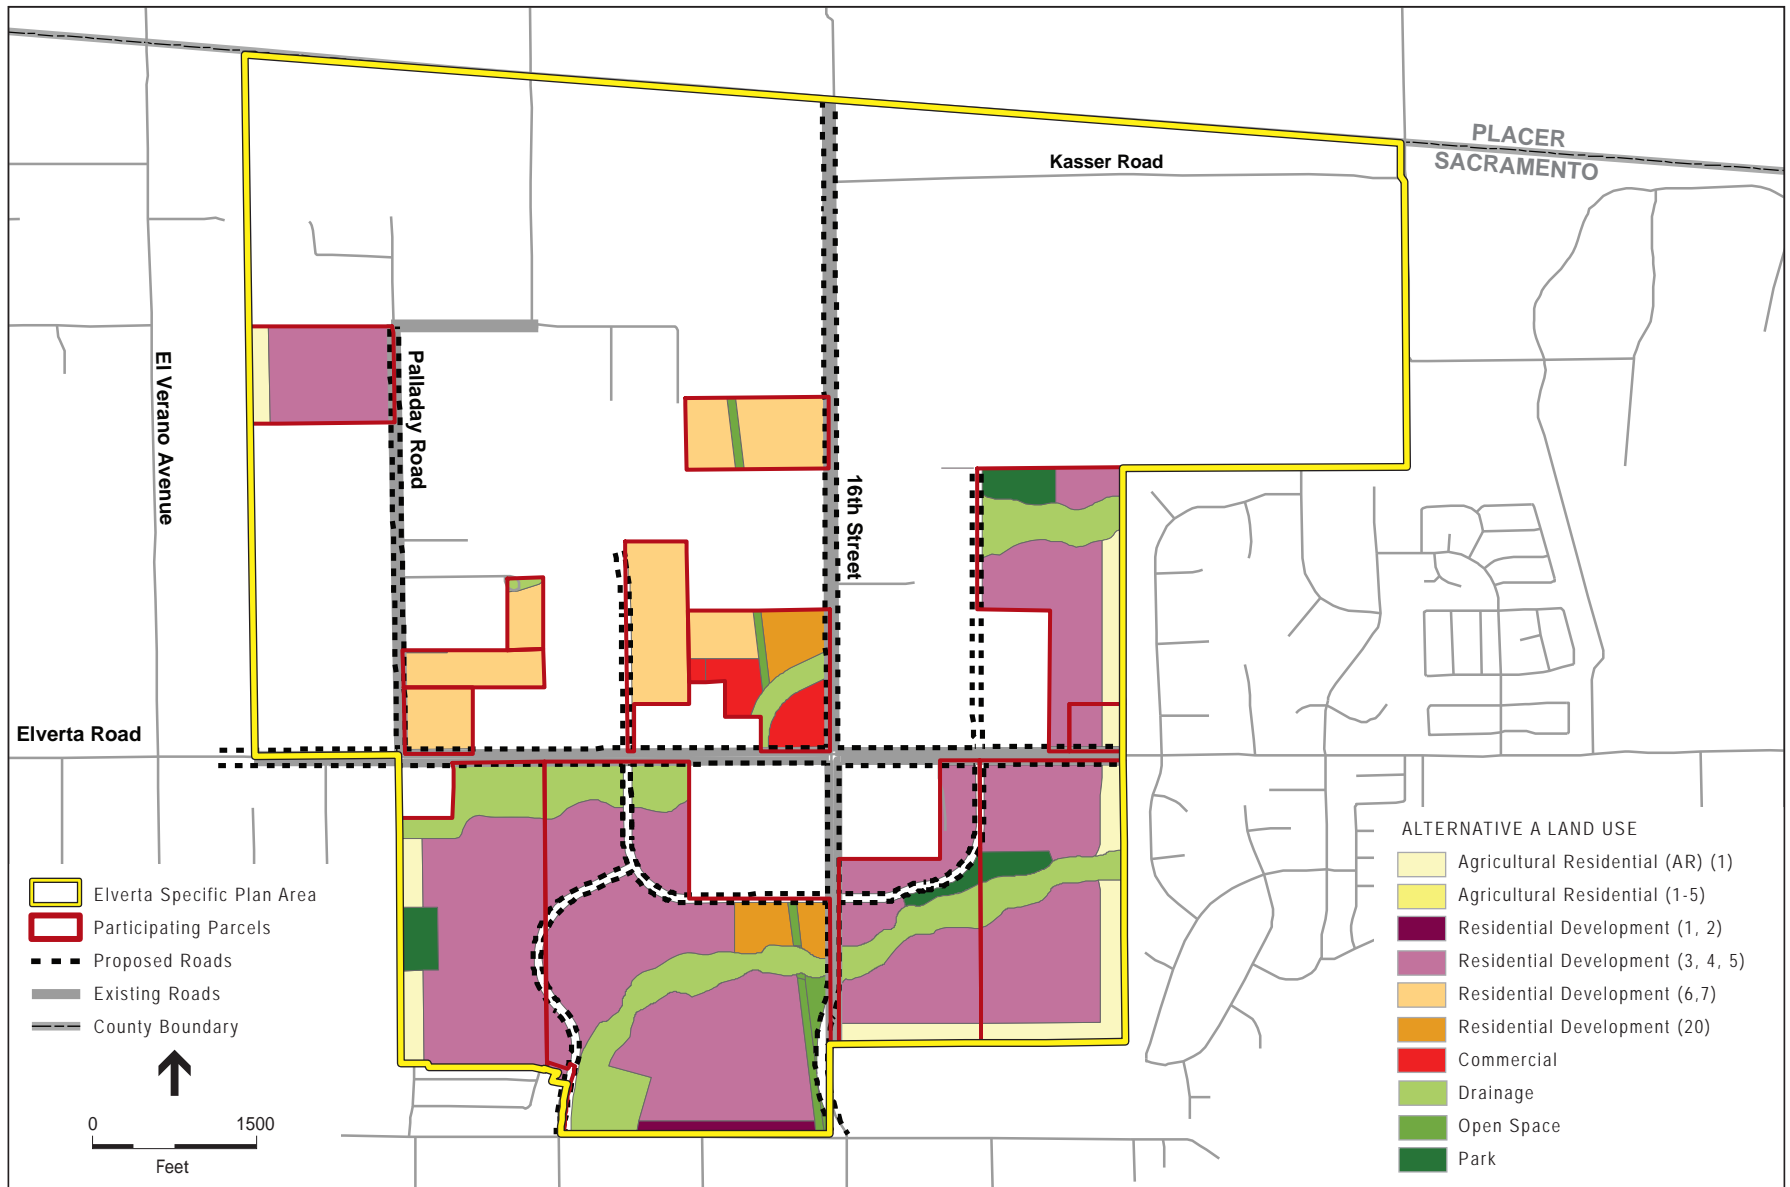 PLACER
SACRAMENTO
Kasser Road
El Verano Avenue
Palladay Road
16th Street
Elverta Road
Elverta Specific Plan Area
Participating Parcels
Proposed Roads
Existing Roads
County Boundary
0 1500
Feet
ALTERNATIVE A LAND USE
Agricultural Residential (AR) (1)
Agricultural Residential (1-5)
Residential Development (1, 2)
Residential Development (3, 4, 5)
Residential Development (6,7)
Residential Development (20)
Commercial
Drainage
Open Space
Park